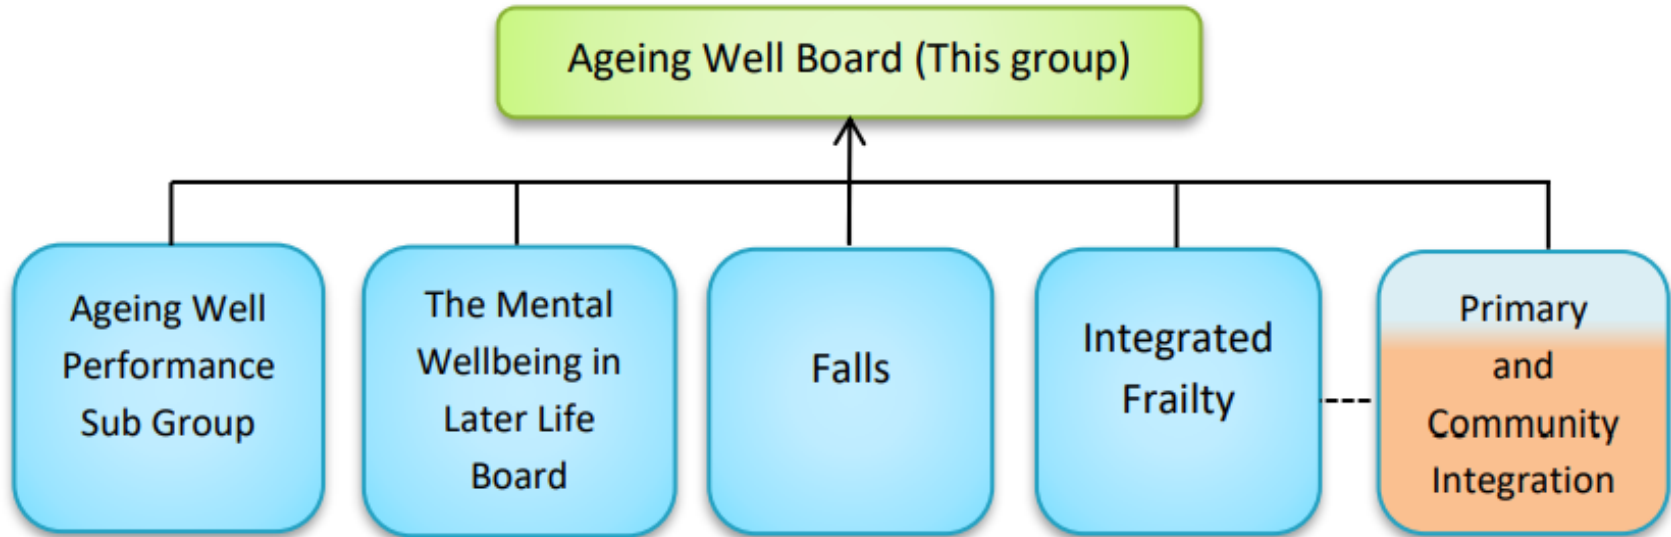 Ageing Well Board (This group)
Ageing Well
Performance
Sub Group
The Mental
Wellbeing in
Later Life
Board
Falls
Integrated
Frailty
Primary
and
Community
Integration